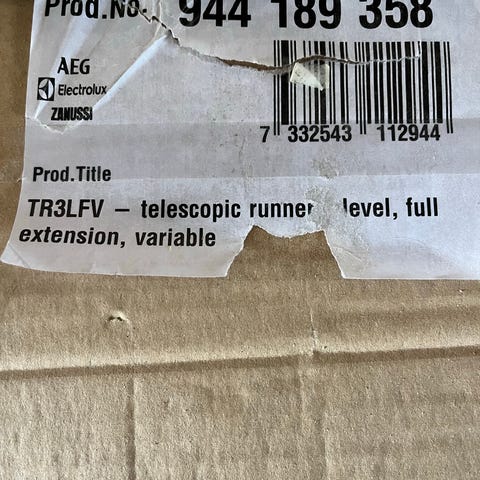 Prod.No. 944 189 358
AEG
Electrolux
ZANUSSI
7 332543 112944
Prod.Title
TR3LFV – telescopic runner level, full
extension, variable